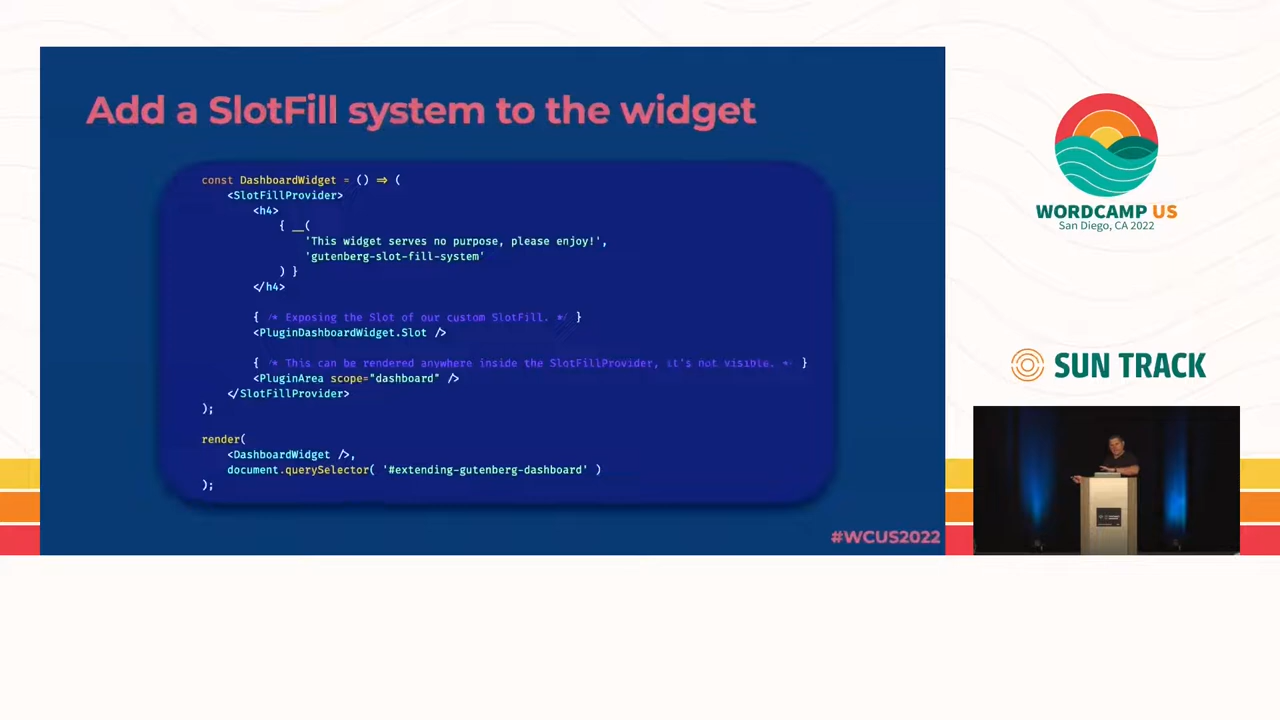 Add a SlotFill system to the widget
const DashboardWidget = () => (
<SlotFillProvider>
<h4>
{ __(
'This widget serves no purpose, please enjoy!',
'gutenberg-slot-fill-system'
) }
</h4>
{ /* Exposing the Slot of our custom SlotFill. */ }
<PluginDashboardWidget.Slot />
{ /* This can be rendered anywhere inside the SlotFillProvider, it's not visible. */ }
<PluginArea scope="dashboard" />
</SlotFillProvider>
);
render(
<DashboardWidget />,
document.querySelector( '#extending-gutenberg-dashboard' )
);
#WCUS2022
WORDCAMP US
San Diego, CA 2022
SUN TRACK